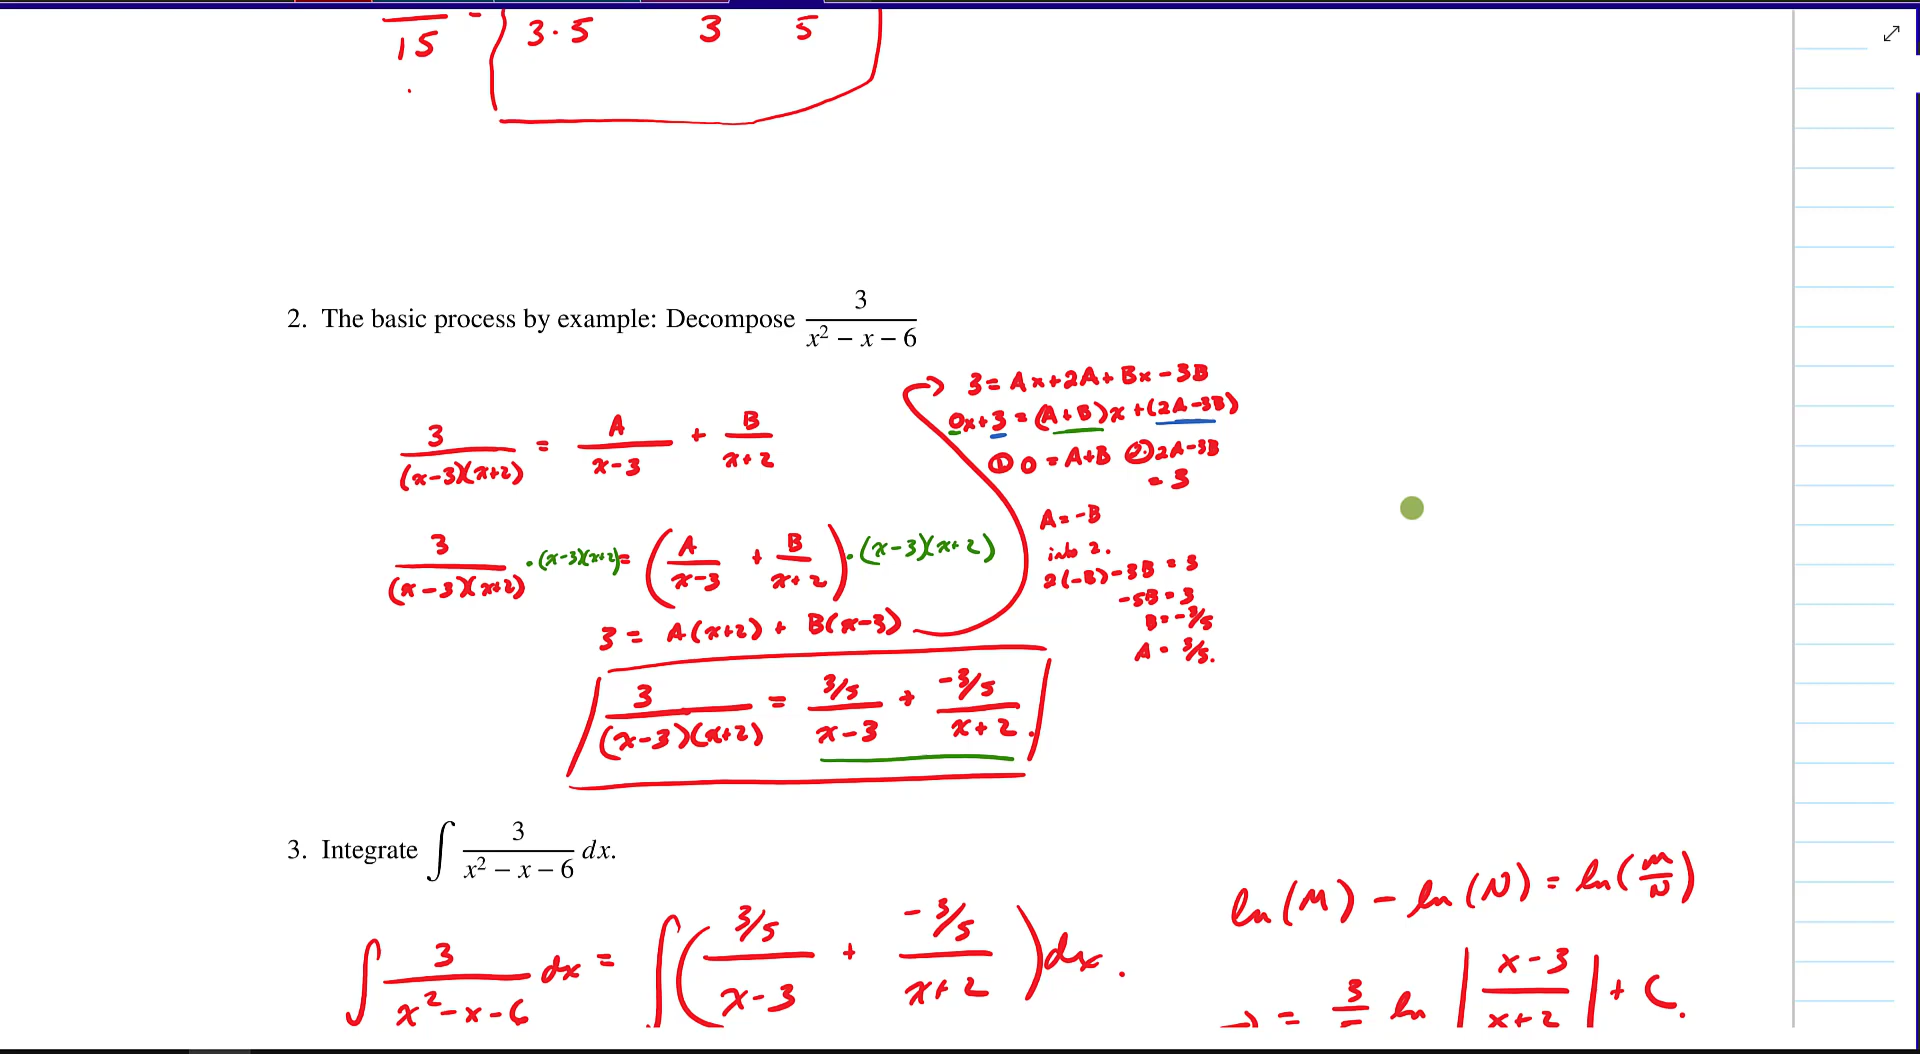 15 = 3·5 3 5
2. The basic process by example: Decompose 3/(x² − x − 6)
3/((x-3)(x+2)) = A/(x-3) + B/(x+2)
3/((x-3)(x+2)) · (x-3)(x+2) = (A/(x-3) + B/(x+2)) · (x-3)(x+2)
3 = A(x+2) + B(x-3)
→ 3 = Ax+2A+Bx-3B
0x+3 = (A+B)x+(2A-3B)
① 0 = A+B ② 2A-3B
= 3
A = -B
into 2.
2(-B)-3B = 3
-5B = 3
B = -3/5
A = 3/5.
3/((x-3)(x+2)) = (3/5)/(x-3) + (-3/5)/(x+2).
3. Integrate ∫ 3/(x² − x − 6) dx.
∫ 3/(x²-x-6) dx = ∫((3/5)/(x-3) + (-3/5)/(x+2))dx.
ln(M) - ln(N) = ln(M/N)
→ = 3/ ln |(x-3)/(x+2)| + C.